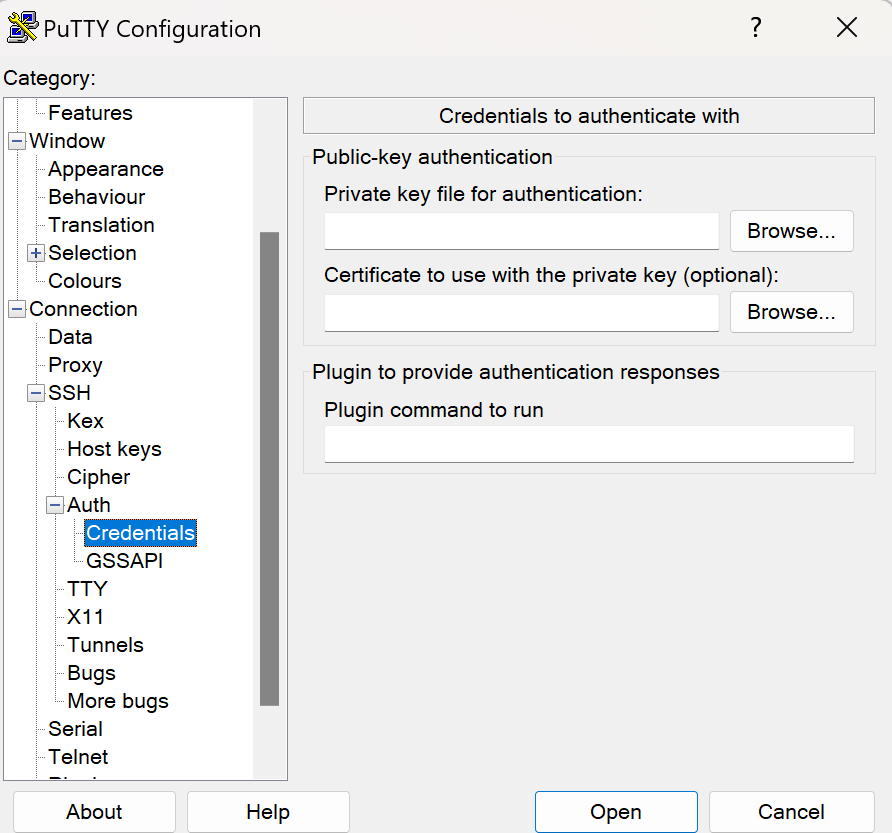 PuTTY Configuration
?
Category:
Features
Window
Appearance
Behaviour
Translation
Selection
Colours
Connection
Data
Proxy
SSH
Kex
Host keys
Cipher
Auth
Credentials
GSSAPI
TTY
X11
Tunnels
Bugs
More bugs
Serial
Telnet
Credentials to authenticate with
Public-key authentication
Private key file for authentication:
Browse...
Certificate to use with the private key (optional):
Browse...
Plugin to provide authentication responses
Plugin command to run
About
Help
Open
Cancel